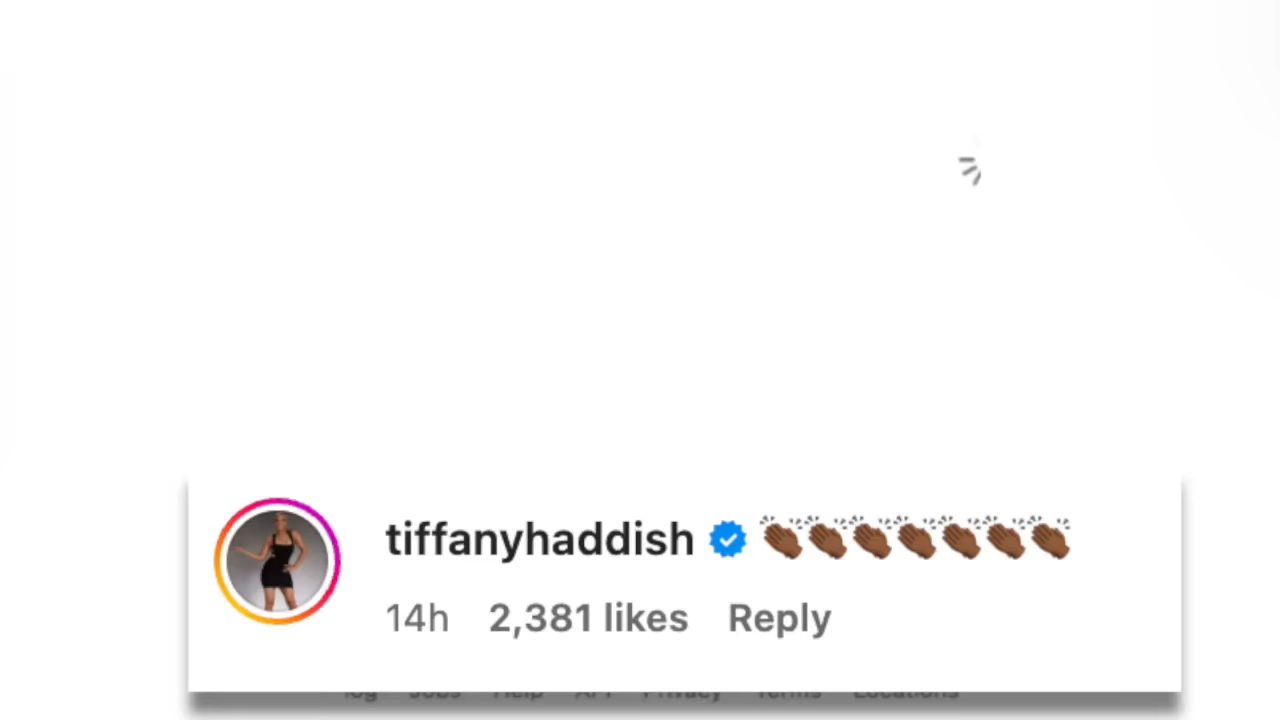 tiffanyhaddish 👏🏾👏🏾👏🏾👏🏾👏🏾👏🏾👏🏾
14h 2,381 likes Reply